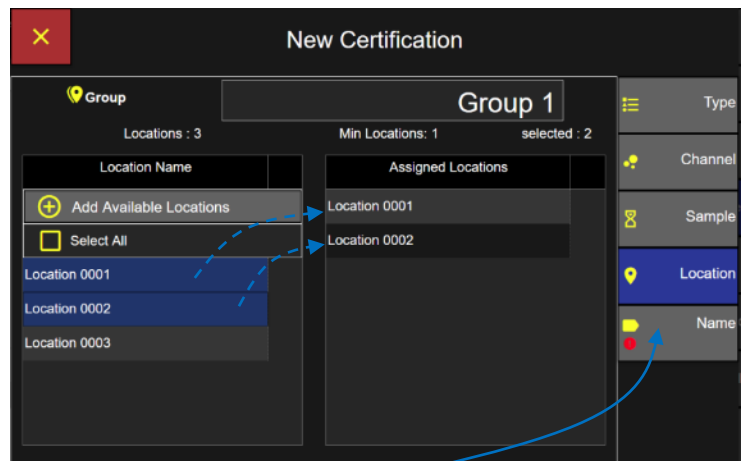 New Certification
Group
Group 1
Type
Locations : 3
Min Locations: 1
selected : 2
Location Name
Assigned Locations
Channel
Add Available Locations
Location 0001
Sample
Select All
Location 0002
Location 0001
Location
Location 0002
Name
Location 0003